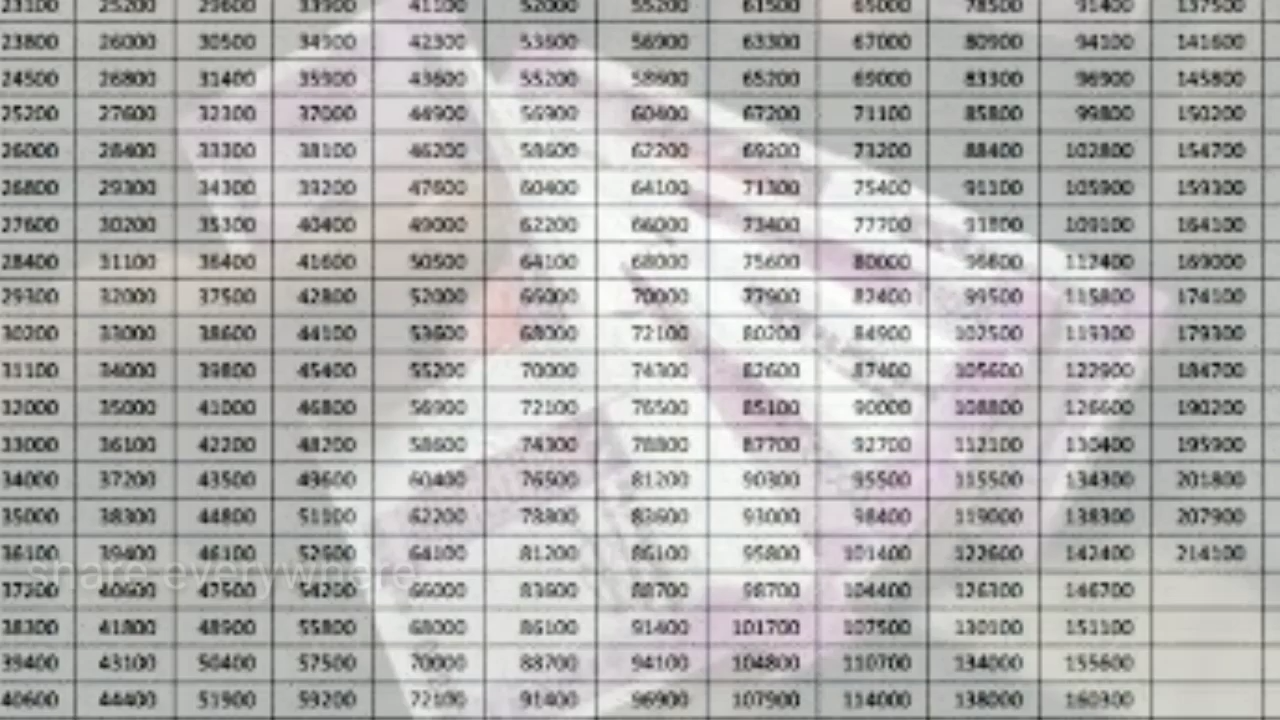 23100 25200 29600 33900 41100 52000 55200 61500 65000 78500 91400 137500
23800 26000 30500 34900 42300 53600 56900 63300 67000 80900 94100 141600
24500 26800 31400 35900 43600 55200 58600 65200 69000 83300 96900 145800
25200 27600 32300 37000 44900 56900 60400 67200 71100 85800 99800 150200
26000 28400 33300 38100 46200 58600 62200 69200 73200 88400 102800 154700
26800 29300 34300 39200 47600 60400 64100 71300 75400 91100 105900 159300
27600 30200 35300 40400 49000 62200 66000 73400 77700 93800 109100 164100
28400 31100 36400 41600 50500 64100 68000 75600 80000 96600 112400 169000
29300 32000 37500 42800 52000 66000 70000 77900 82400 99500 115800 174100
30200 33000 38600 44100 53600 68000 72100 80200 84900 102500 119300 179300
31100 34000 39800 45400 55200 70000 74300 82600 87400 105600 122900 184700
32000 35000 41000 46800 56900 72100 76500 85100 90000 108800 126600 190200
33000 36100 42200 48200 58600 74300 78800 87700 92700 112100 130400 195900
34000 37200 43500 49600 60400 76500 81200 90300 95500 115500 134300 201800
35000 38300 44800 51100 62200 78800 83600 93000 98400 119000 138300 207900
36100 39400 46100 52600 64100 81200 86100 95800 101400 122600 142400 214100
share everywhere
37200 40600 47500 54200 66000 83600 88700 98700 104400 126300 146700
38300 41800 48900 55800 68000 86100 91400 101700 107500 130100 151100
39400 43100 50400 57500 70000 88700 94100 104800 110700 134000 155600
40600 44400 51900 59200 72100 91400 96900 107900 114000 138000 160300